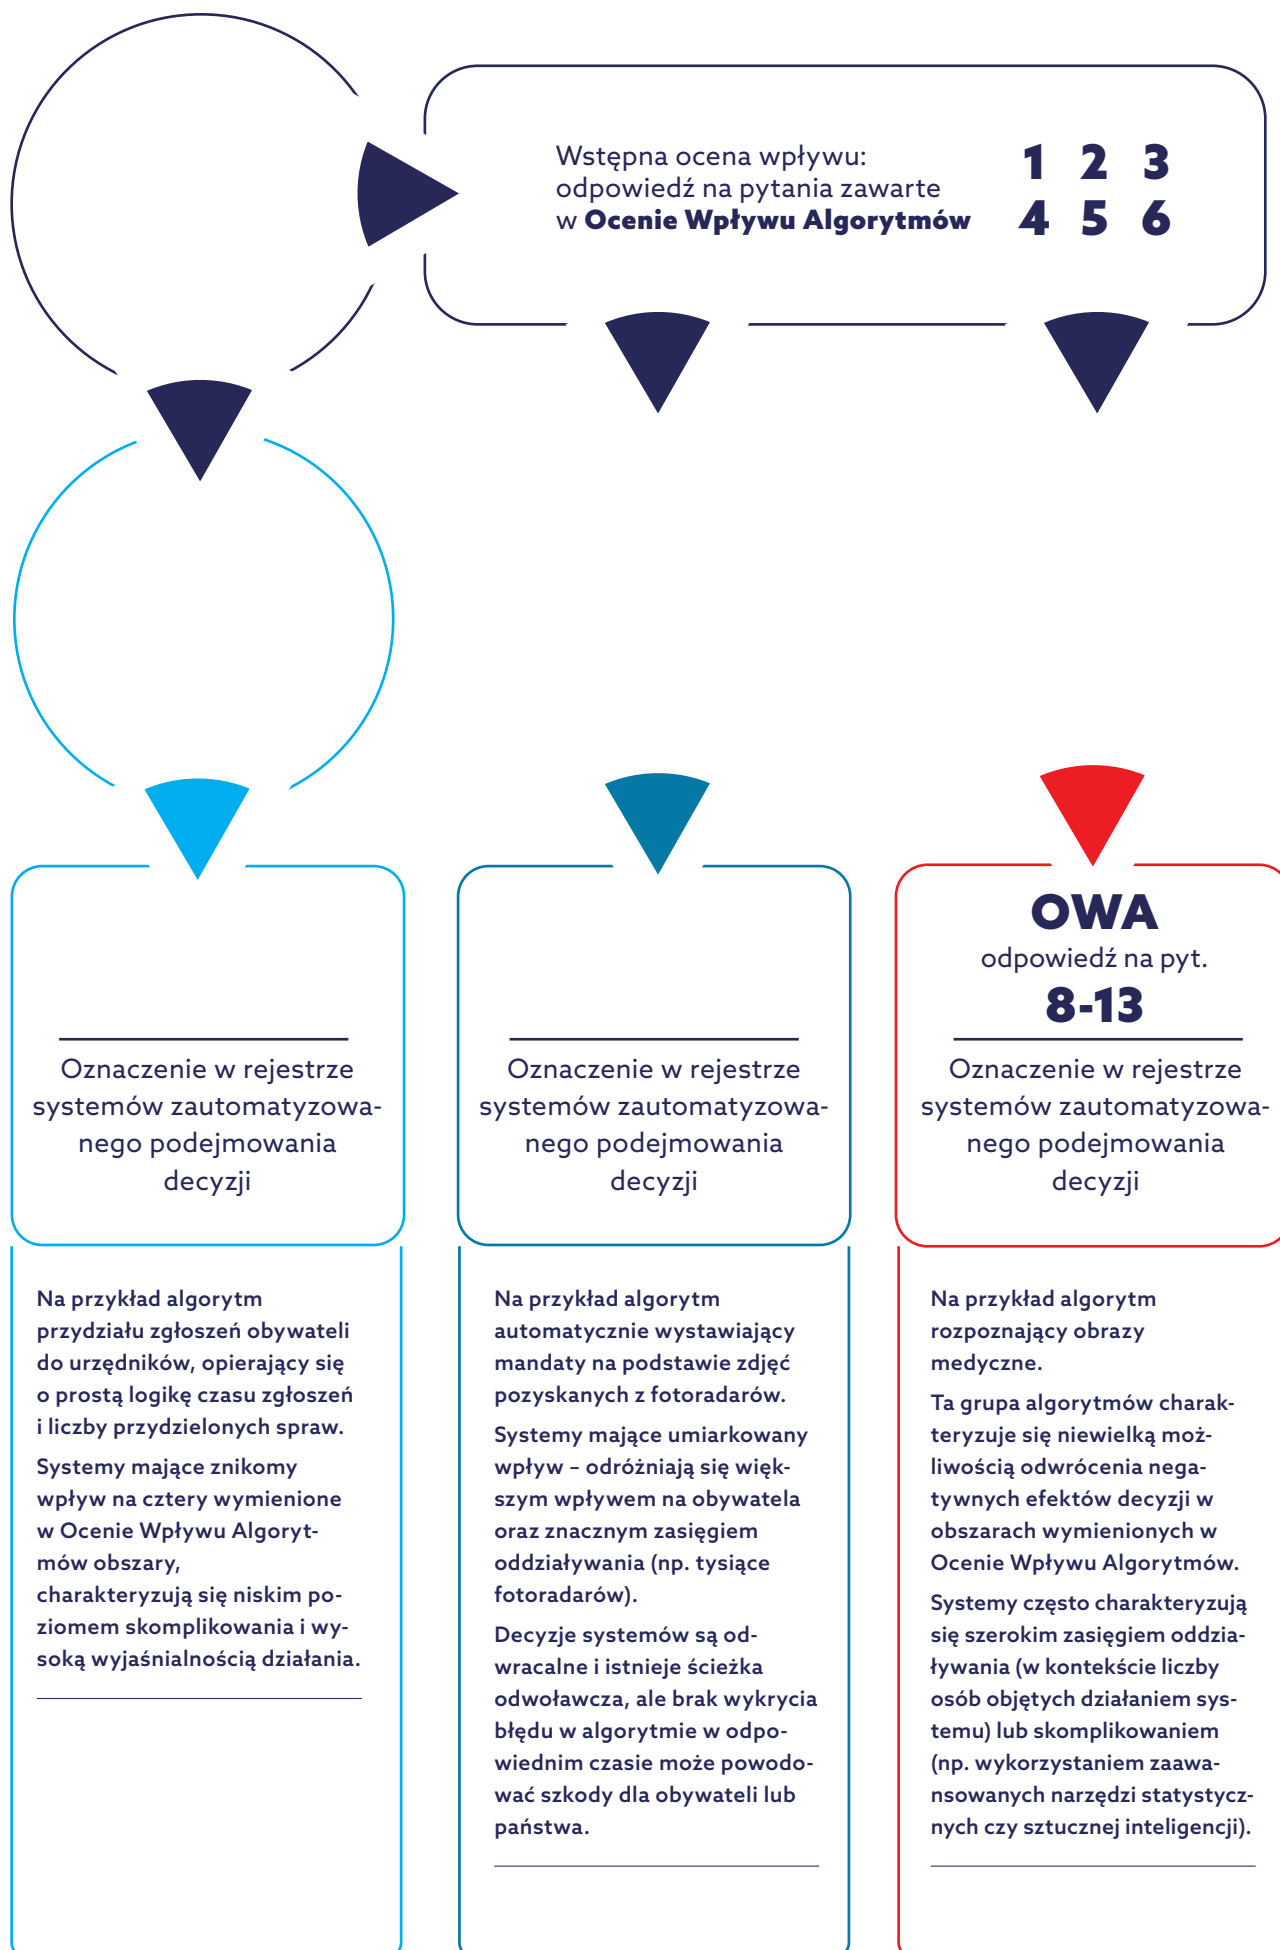 Wstępna ocena wpływu:
odpowiedź na pytania zawarte
w Ocenie Wpływu Algorytmów
1 2 3
4 5 6
Oznaczenie w rejestrze
systemów zautomatyzowa-
nego podejmowania
decyzji
Na przykład algorytm
przydziału zgłoszeń obywateli
do urzędników, opierający się
o prostą logikę czasu zgłoszeń
i liczby przydzielonych spraw.
Systemy mające znikomy
wpływ na cztery wymienione
w Ocenie Wpływu Algoryt-
mów obszary,
charakteryzują się niskim po-
ziomem skomplikowania i wy-
soką wyjaśnialnością działania.
Oznaczenie w rejestrze
systemów zautomatyzowa-
nego podejmowania
decyzji
Na przykład algorytm
automatycznie wystawiający
mandaty na podstawie zdjęć
pozyskanych z fotoradarów.
Systemy mające umiarkowany
wpływ – odróżniają się więk-
szym wpływem na obywatela
oraz znacznym zasięgiem
oddziaływania (np. tysiące
fotoradarów).
Decyzje systemów są od-
wracalne i istnieje ścieżka
odwoławcza, ale brak wykrycia
błędu w algorytmie w odpo-
wiednim czasie może powodo-
wać szkody dla obywateli lub
państwa.
OWA
odpowiedź na pyt.
8-13
Oznaczenie w rejestrze
systemów zautomatyzowa-
nego podejmowania
decyzji
Na przykład algorytm
rozpoznający obrazy
medyczne.
Ta grupa algorytmów charak-
teryzuje się niewielką moż-
liwością odwrócenia nega-
tywnych efektów decyzji w
obszarach wymienionych w
Ocenie Wpływu Algorytmów.
Systemy często charakteryzują
się szerokim zasięgiem oddzia-
ływania (w kontekście liczby
osób objętych działaniem sys-
temu) lub skomplikowaniem
(np. wykorzystaniem zaawa-
nsowanych narzędzi statystycz-
nych czy sztucznej inteligencji).